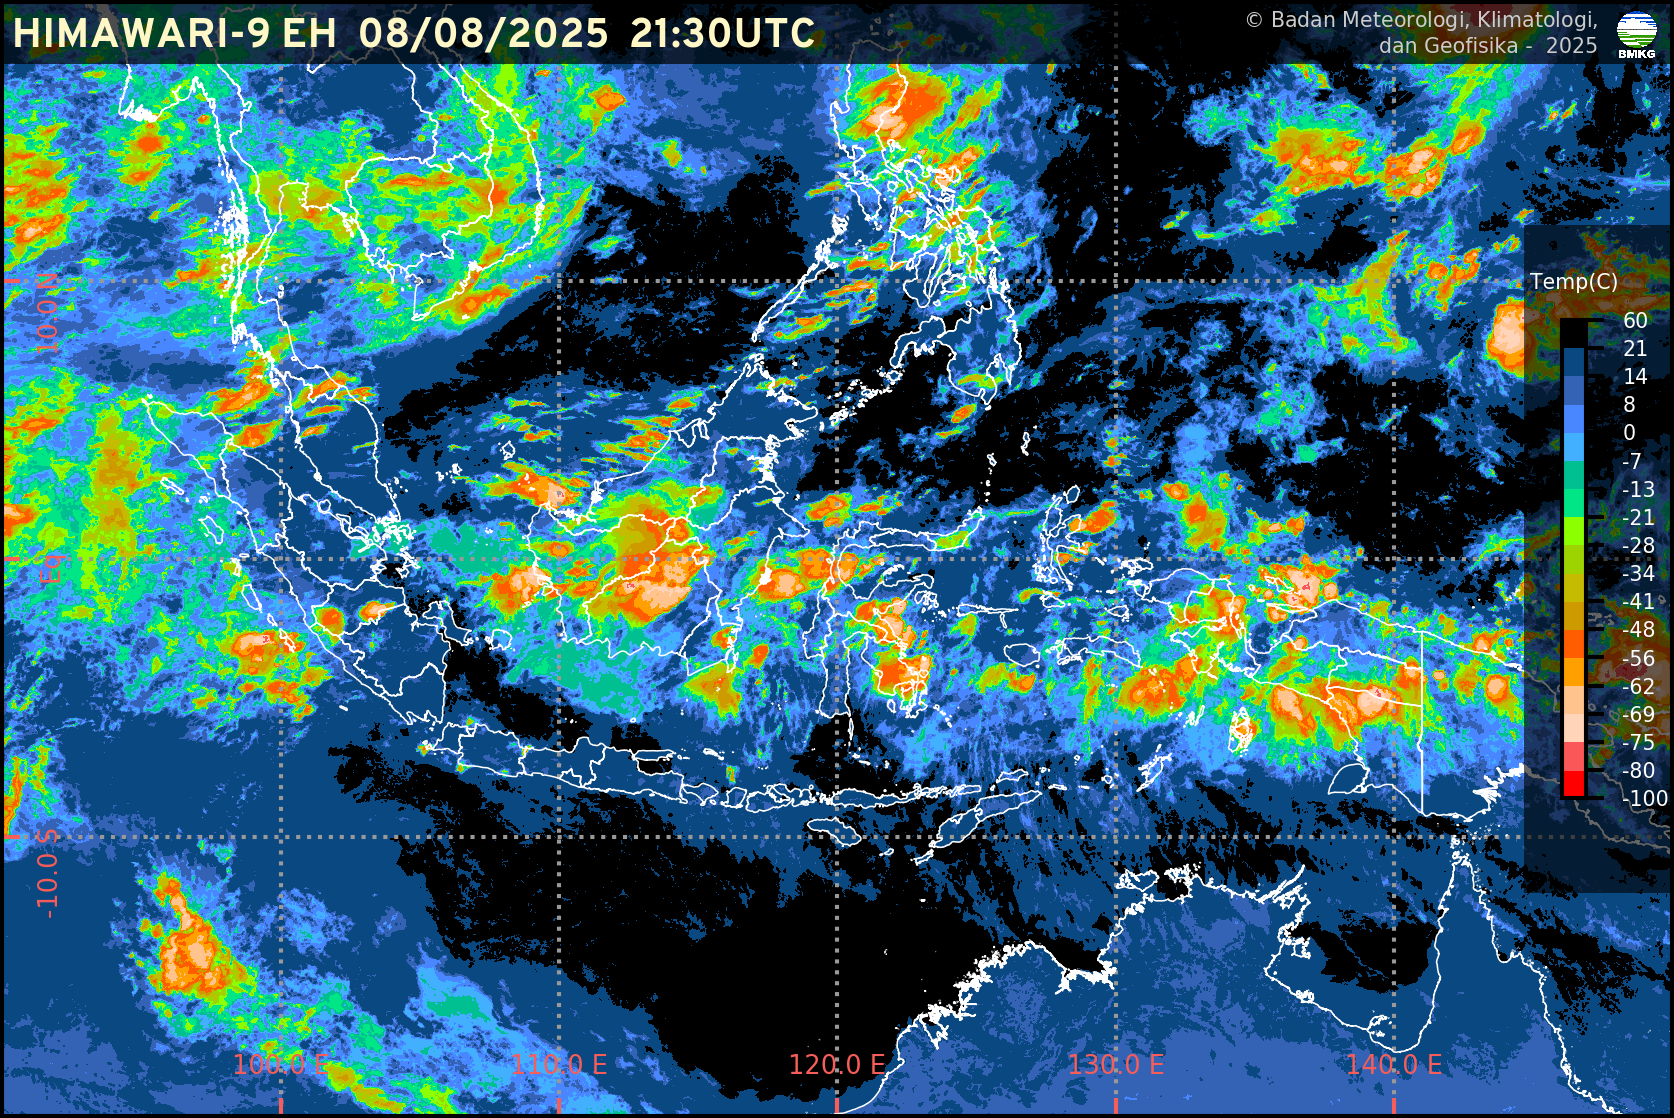 HIMAWARI-9 EH 08/08/2025 21:30UTC
© Badan Meteorologi, Klimatologi,
dan Geofisika - 2025
BMKG
10.0 N
Eq
-10.0 S
100.0 E
110.0 E
120.0 E
130.0 E
140.0 E
Temp(C)
60
21
14
8
0
-7
-13
-21
-28
-34
-41
-48
-56
-62
-69
-75
-80
-100